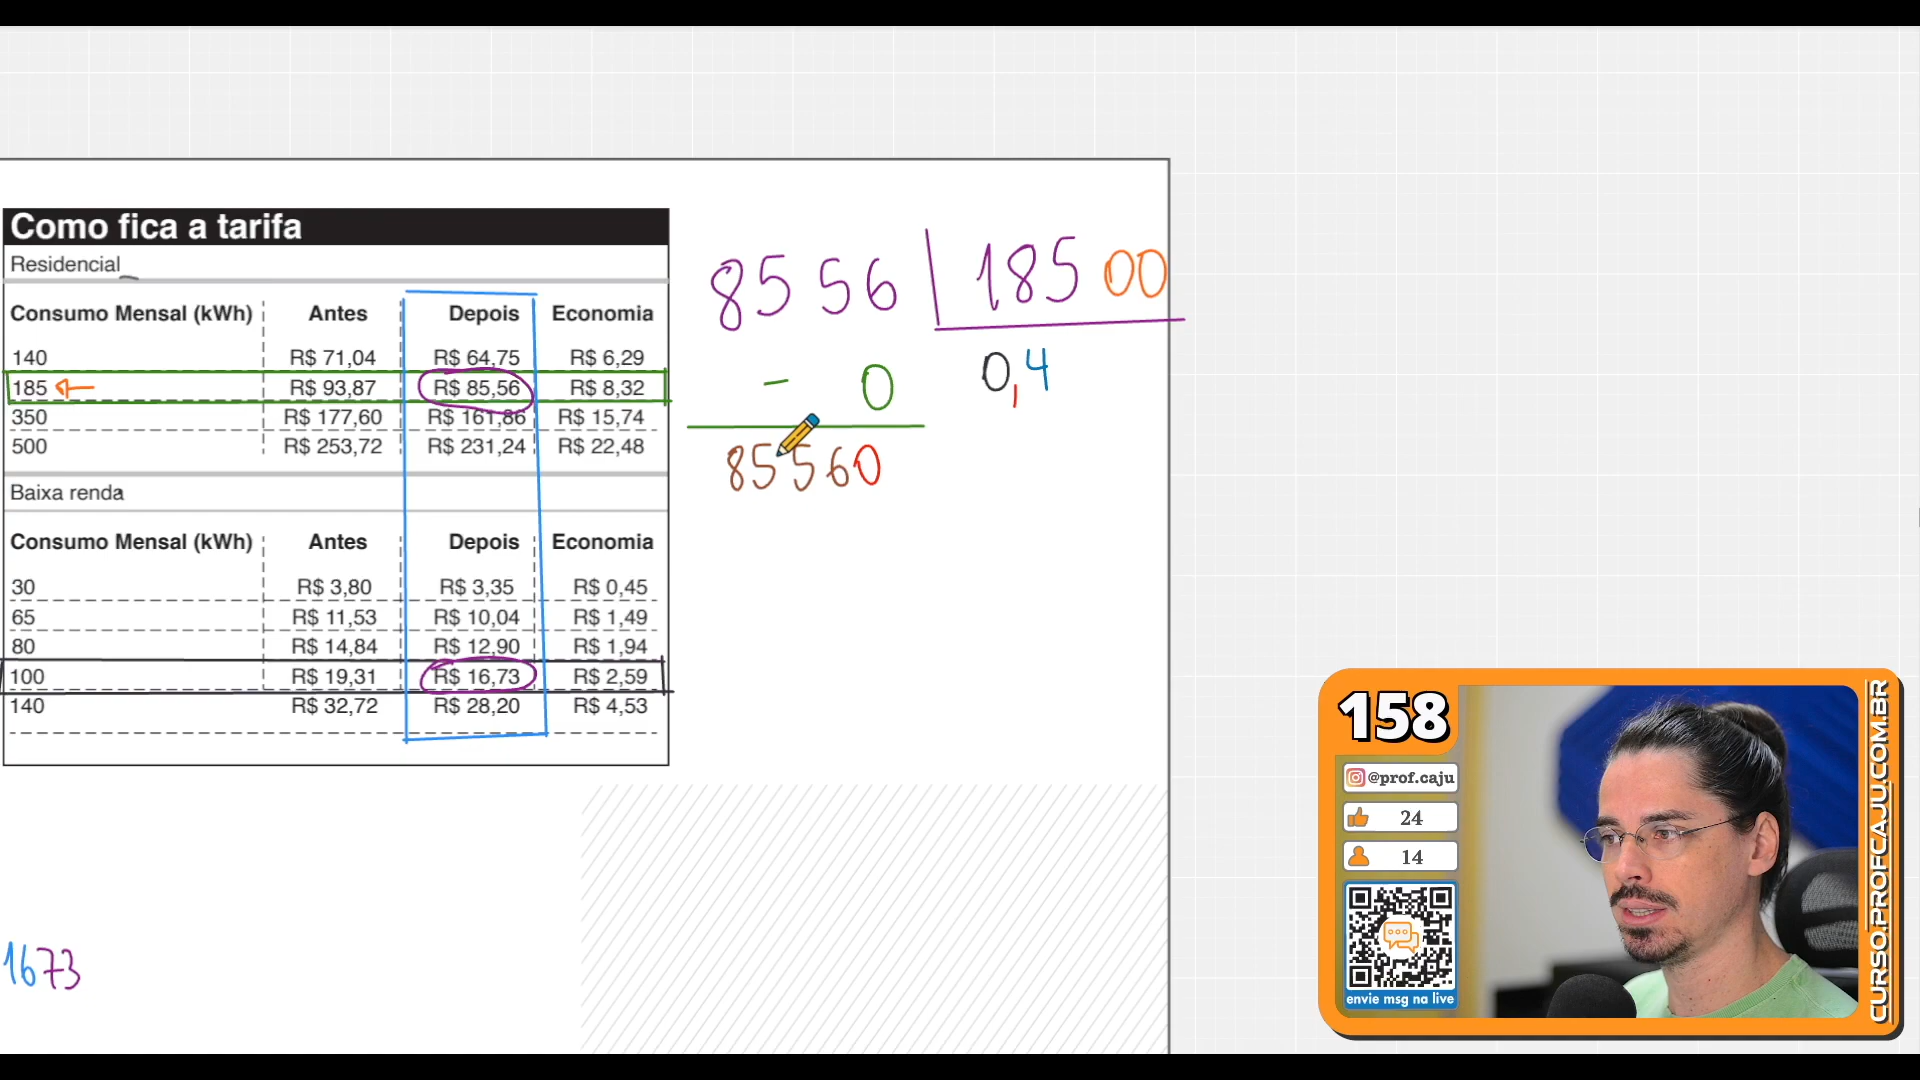 Como fica a tarifa
Residencial
Consumo Mensal (kWh) Antes Depois Economia
140 R$ 71,04 R$ 64,75 R$ 6,29
185 R$ 93,87 R$ 85,56 R$ 8,32
350 R$ 177,60 R$ 161,86 R$ 15,74
500 R$ 253,72 R$ 231,24 R$ 22,48
Baixa renda
Consumo Mensal (kWh) Antes Depois Economia
30 R$ 3,80 R$ 3,35 R$ 0,45
65 R$ 11,53 R$ 10,04 R$ 1,49
80 R$ 14,84 R$ 12,90 R$ 1,94
100 R$ 19,31 R$ 16,73 R$ 2,59
140 R$ 32,72 R$ 28,20 R$ 4,53
8556 18500
- 0 0,4
85560
1673
158
@prof.caju
24
14
envie msg na live
CURSO.PROFCAJU.COM.BR